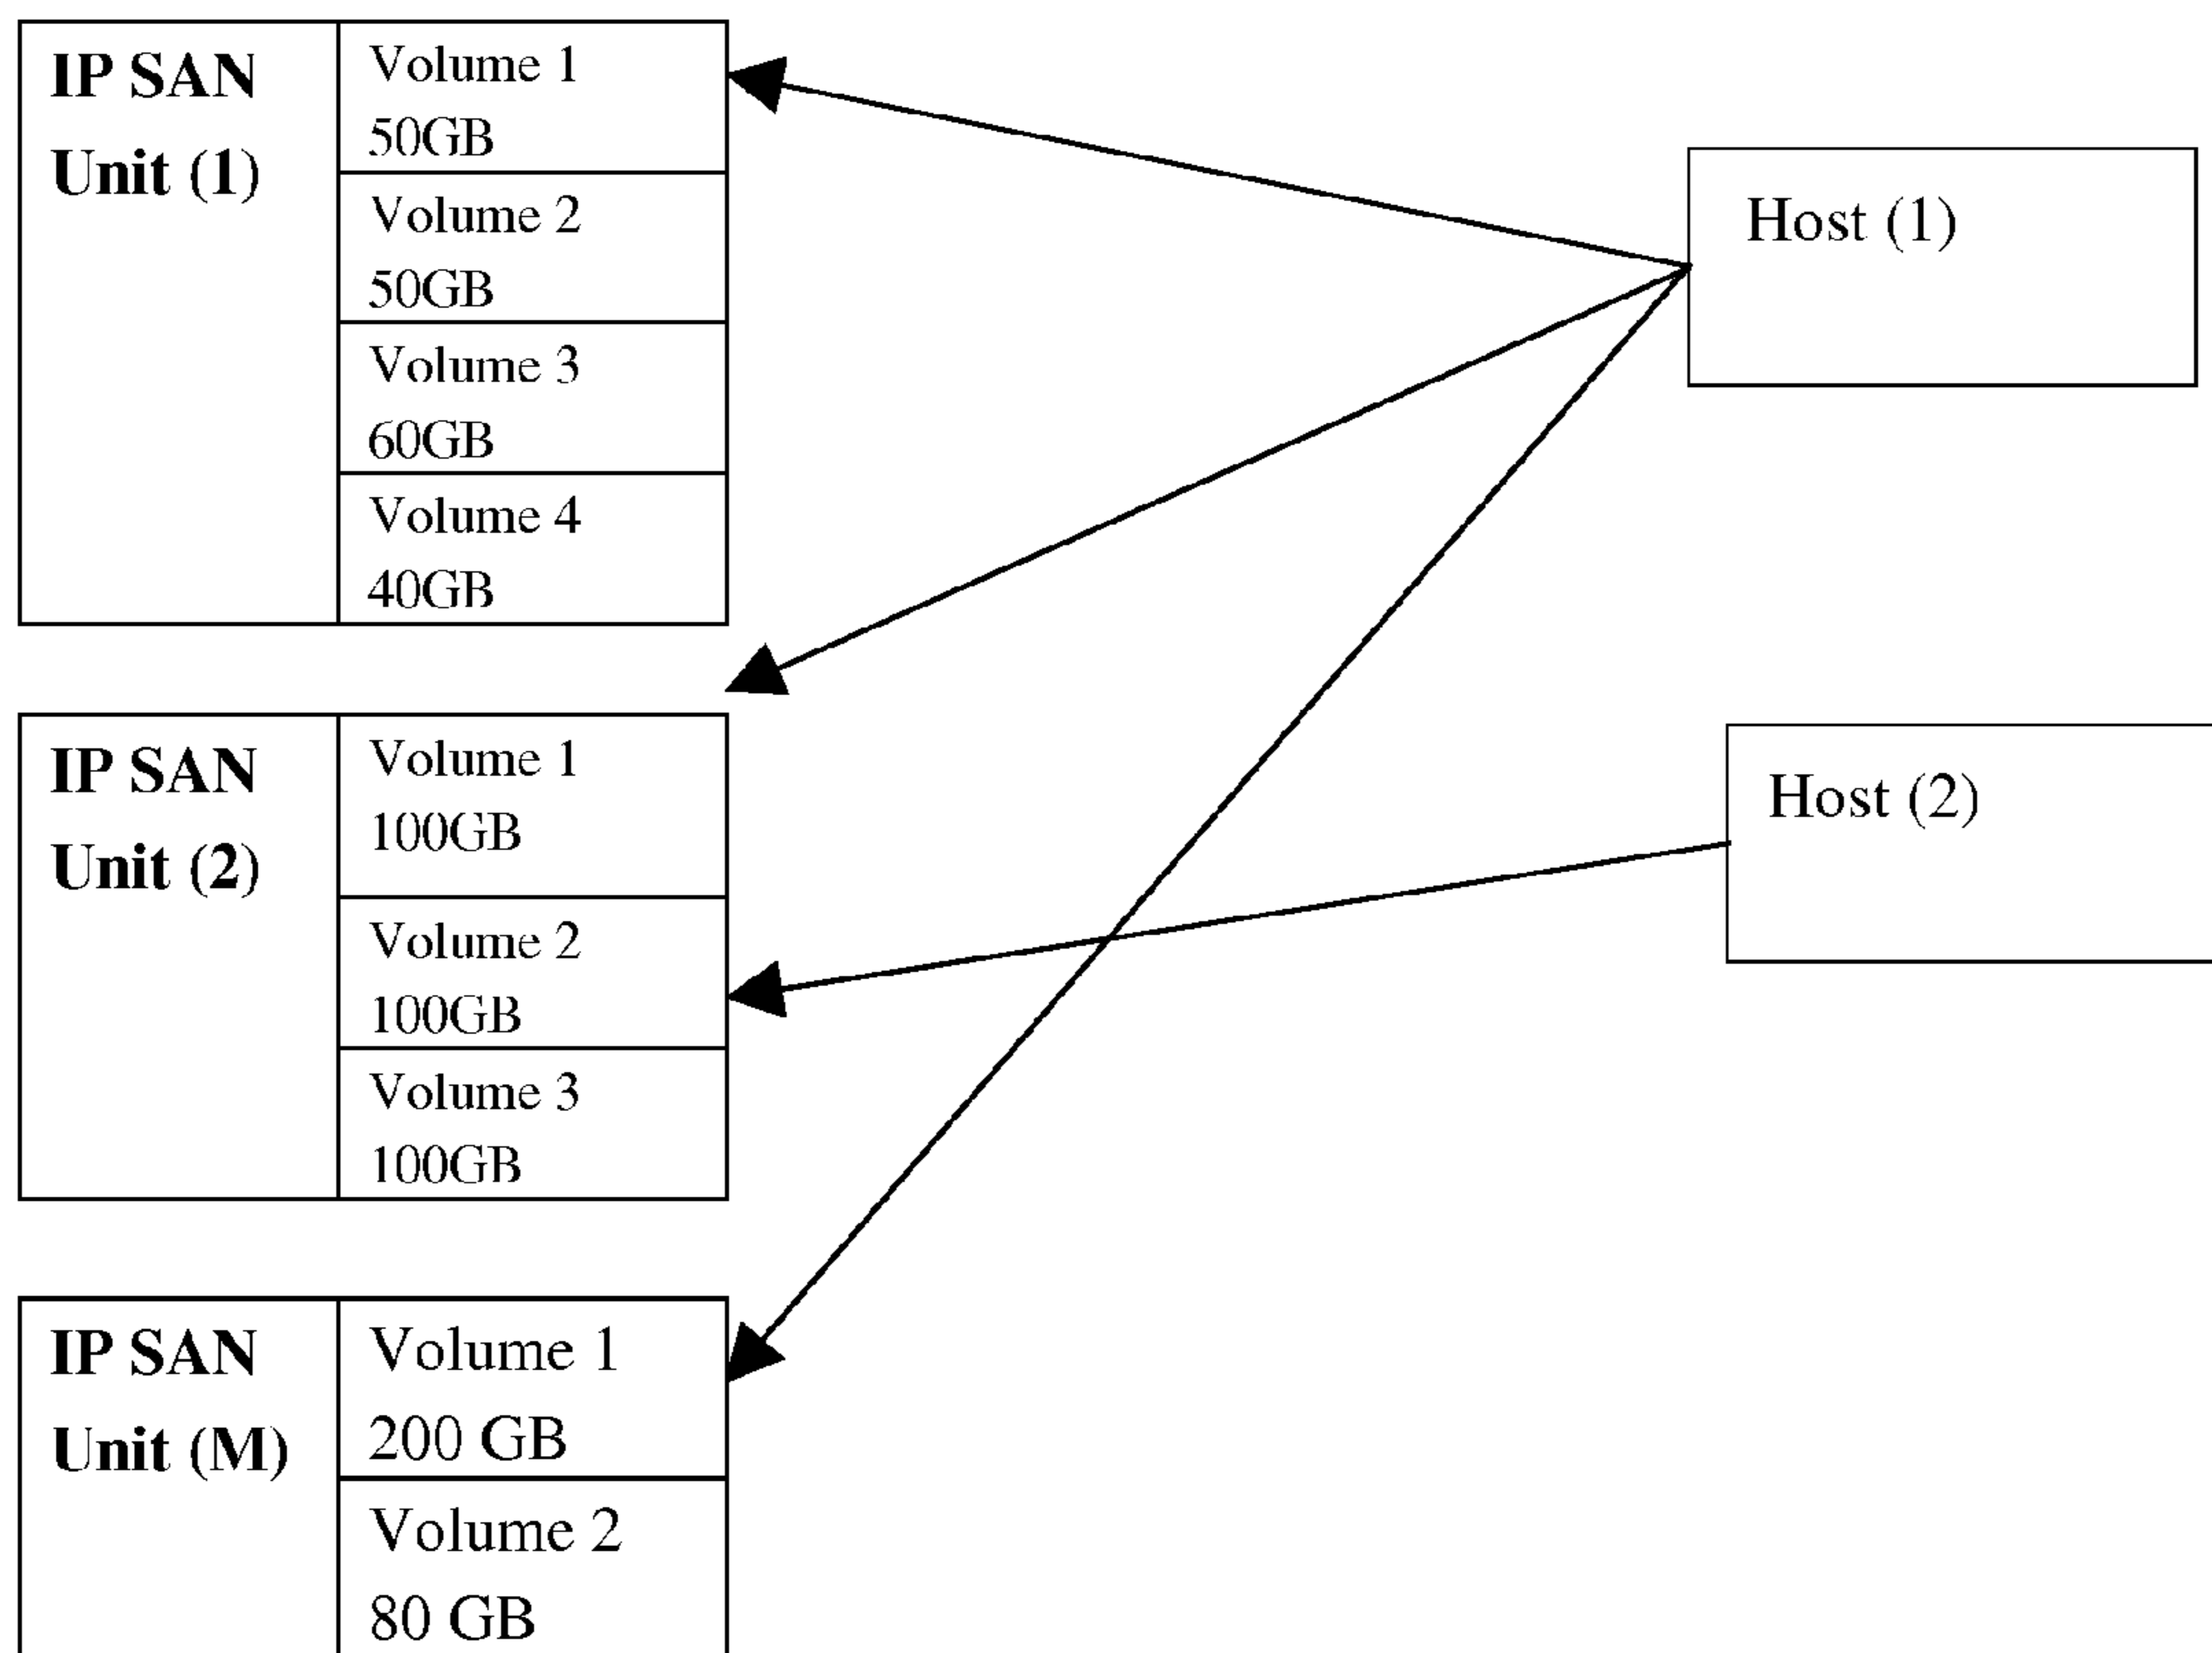 IP SAN
Unit (1)
Volume 1
50GB
Volume 2
50GB
Volume 3
60GB
Volume 4
40GB
Host (1)
IP SAN
Unit (2)
Volume 1
100GB
Volume 2
100GB
Volume 3
100GB
Host (2)
IP SAN
Unit (M)
Volume 1
200 GB
Volume 2
80 GB